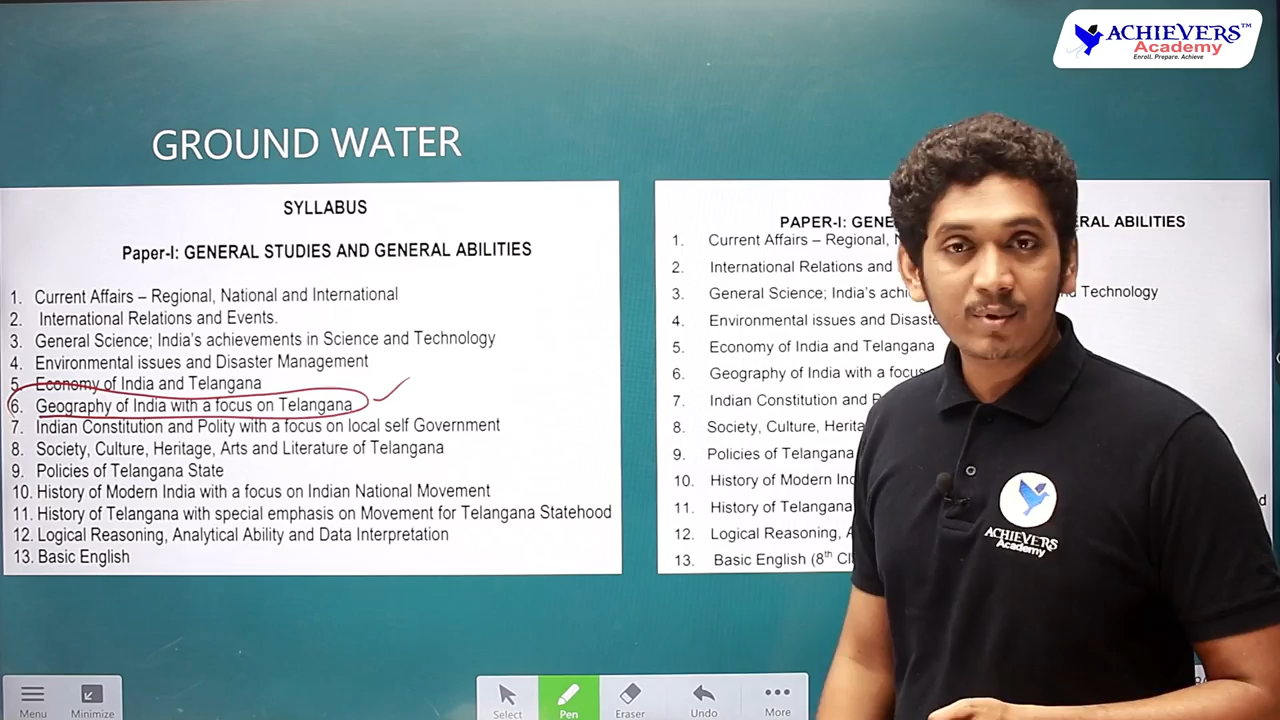 ACHIEVERS™
Academy
Enroll. Prepare. Achieve
GROUND WATER
SYLLABUS
Paper-I: GENERAL STUDIES AND GENERAL ABILITIES
1. Current Affairs – Regional, National and International
2. International Relations and Events.
3. General Science; India's achievements in Science and Technology
4. Environmental issues and Disaster Management
5. Economy of India and Telangana
6. Geography of India with a focus on Telangana
7. Indian Constitution and Polity with a focus on local self Government
8. Society, Culture, Heritage, Arts and Literature of Telangana
9. Policies of Telangana State
10. History of Modern India with a focus on Indian National Movement
11. History of Telangana with special emphasis on Movement for Telangana Statehood
12. Logical Reasoning, Analytical Ability and Data Interpretation
13. Basic English
PAPER-I: GENE ERAL ABILITIES
1. Current Affairs – Regional,
2. International Relations and
3. General Science; India's achi Technology
4. Environmental issues and Disaste
5. Economy of India and Telangana
6. Geography of India with a focus
7. Indian Constitution and
8. Society, Culture, Herita
9. Policies of Telangana
10. History of Modern Ind
11. History of Telangana
12. Logical Reasoning,
13. Basic English (8th Cl
ACHIEVERS
Academy
Menu
Minimize
Select
Pen
Eraser
Undo
More